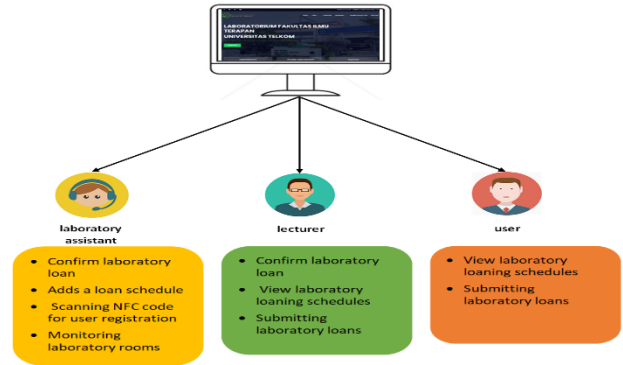 LABORATORIUM FAKULTAS ILMU
TERAPAN
UNIVERSITAS TELKOM
laboratory
assistant
• Confirm laboratory
loan
• Adds a loan schedule
• Scanning NFC code
for user registration
• Monitoring
laboratory rooms
lecturer
• Confirm laboratory
loan
• View laboratory
loaning schedules
• Submitting
laboratory loans
user
• View laboratory
loaning schedules
• Submitting
laboratory loans